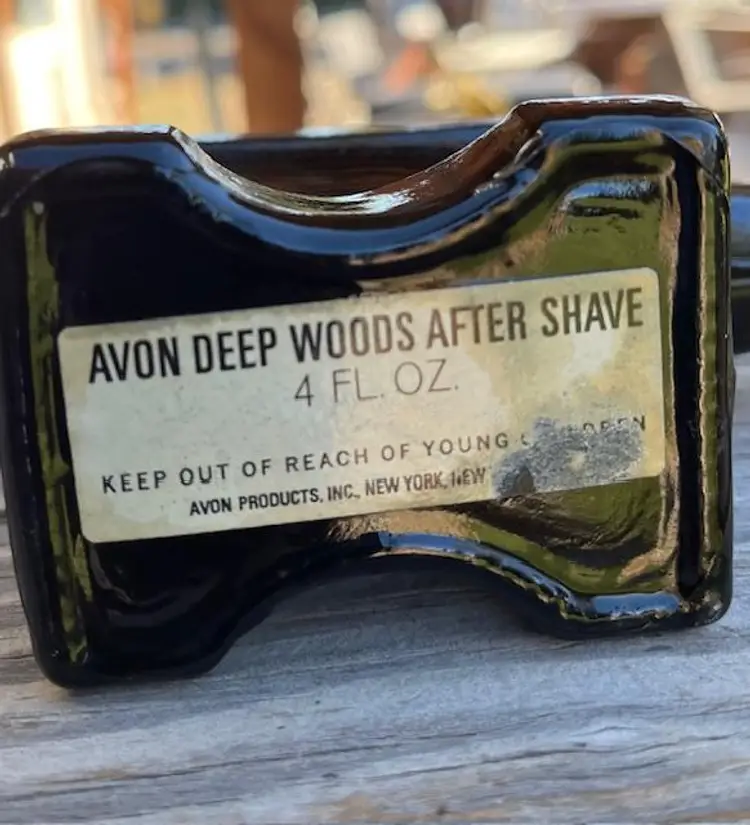 AVON DEEP WOODS AFTER SHAVE
4 FL. OZ.
KEEP OUT OF REACH OF YOUNG
AVON PRODUCTS, INC., NEW YORK, NEW